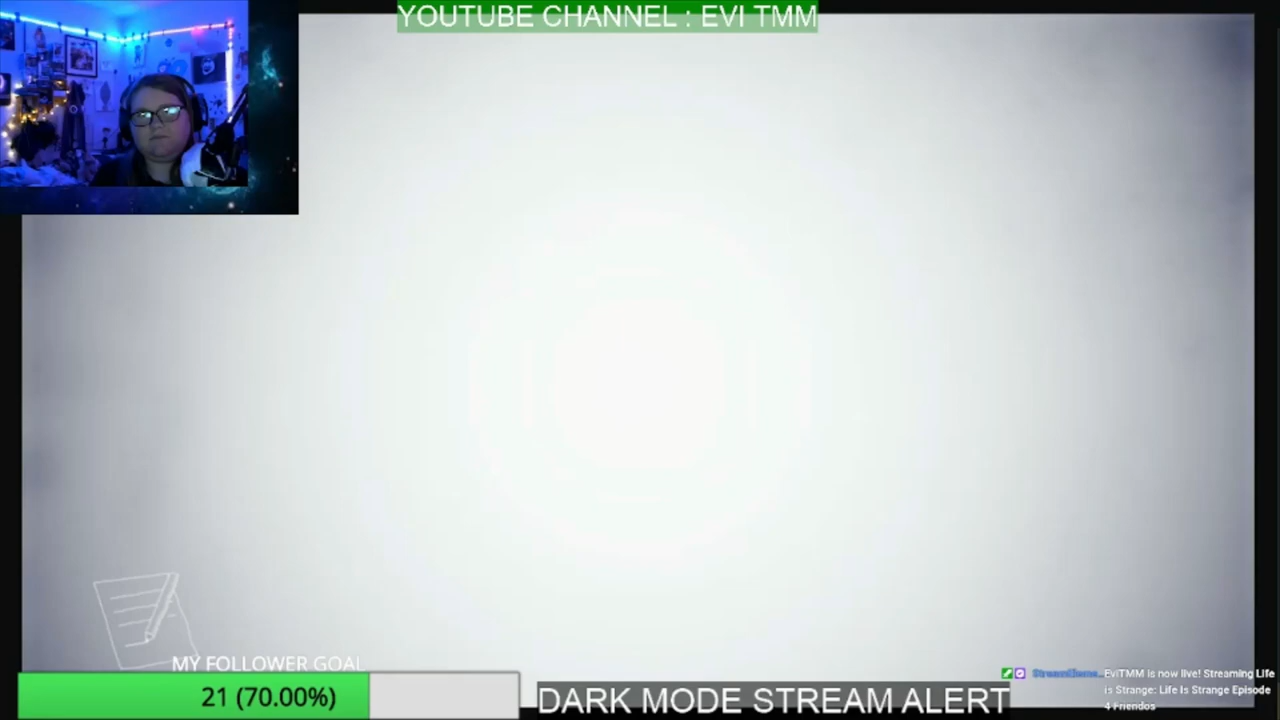 YOUTUBE CHANNEL : EVI TMM
MY FOLLOWER GOAL
21 (70.00%)
DARK MODE STREAM ALERT
EviTMM is now live! Streaming Life
is Strange: Life Is Strange Episode
4 Friendos